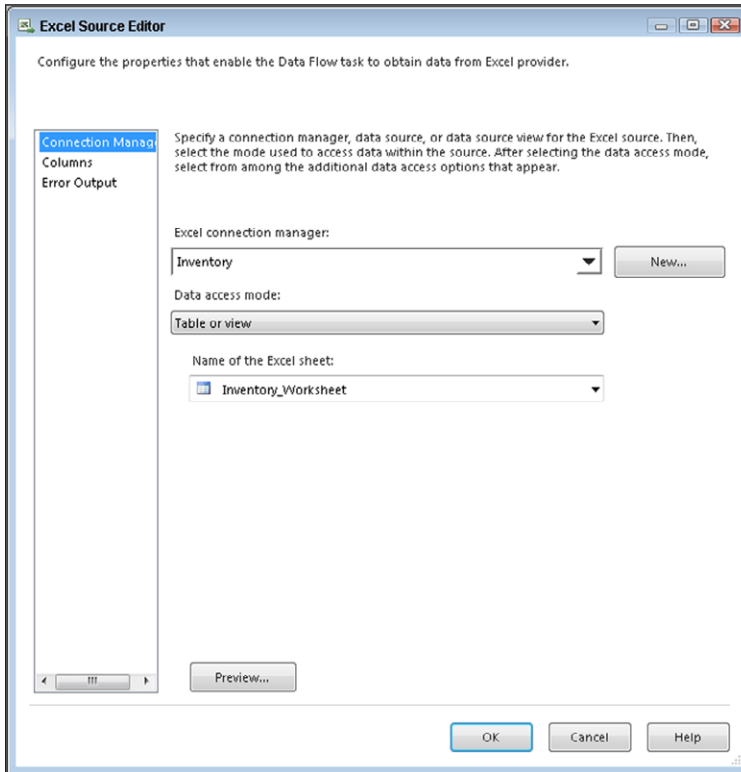 Excel Source Editor
Configure the properties that enable the Data Flow task to obtain data from Excel provider.
Connection Manag
Columns
Error Output
Specify a connection manager, data source, or data source view for the Excel source. Then,
select the mode used to access data within the source. After selecting the data access mode,
select from among the additional data access options that appear.
Excel connection manager:
Inventory
New...
Data access mode:
Table or view
Name of the Excel sheet:
Inventory_Worksheet
Preview...
OK
Cancel
Help